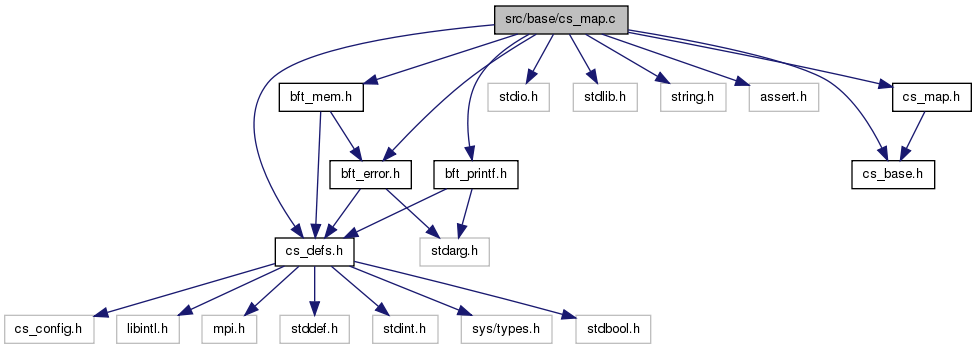 src/base/cs_map.c
bft_mem.h
stdio.h
stdlib.h
string.h
assert.h
cs_map.h
bft_error.h
bft_printf.h
cs_base.h
cs_defs.h
stdarg.h
cs_config.h
libintl.h
mpi.h
stddef.h
stdint.h
sys/types.h
stdbool.h